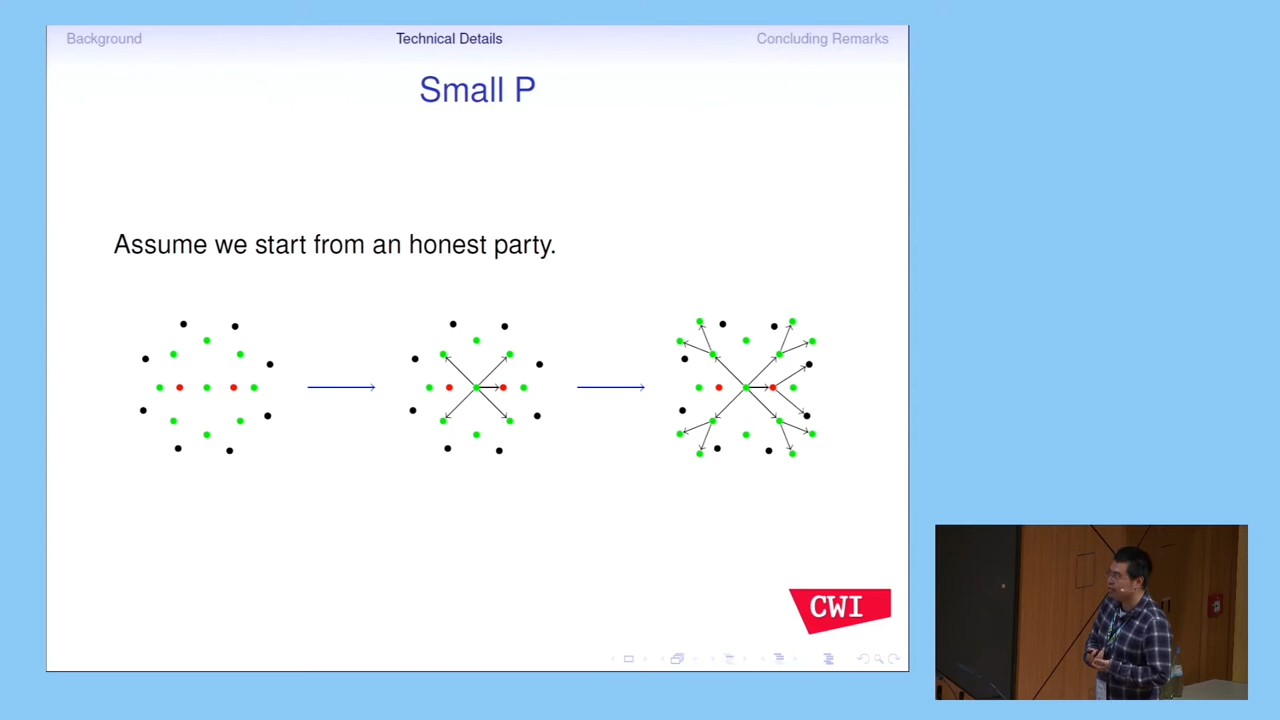 Background
Technical Details
Concluding Remarks
Small P
Assume we start from an honest party.
CWI